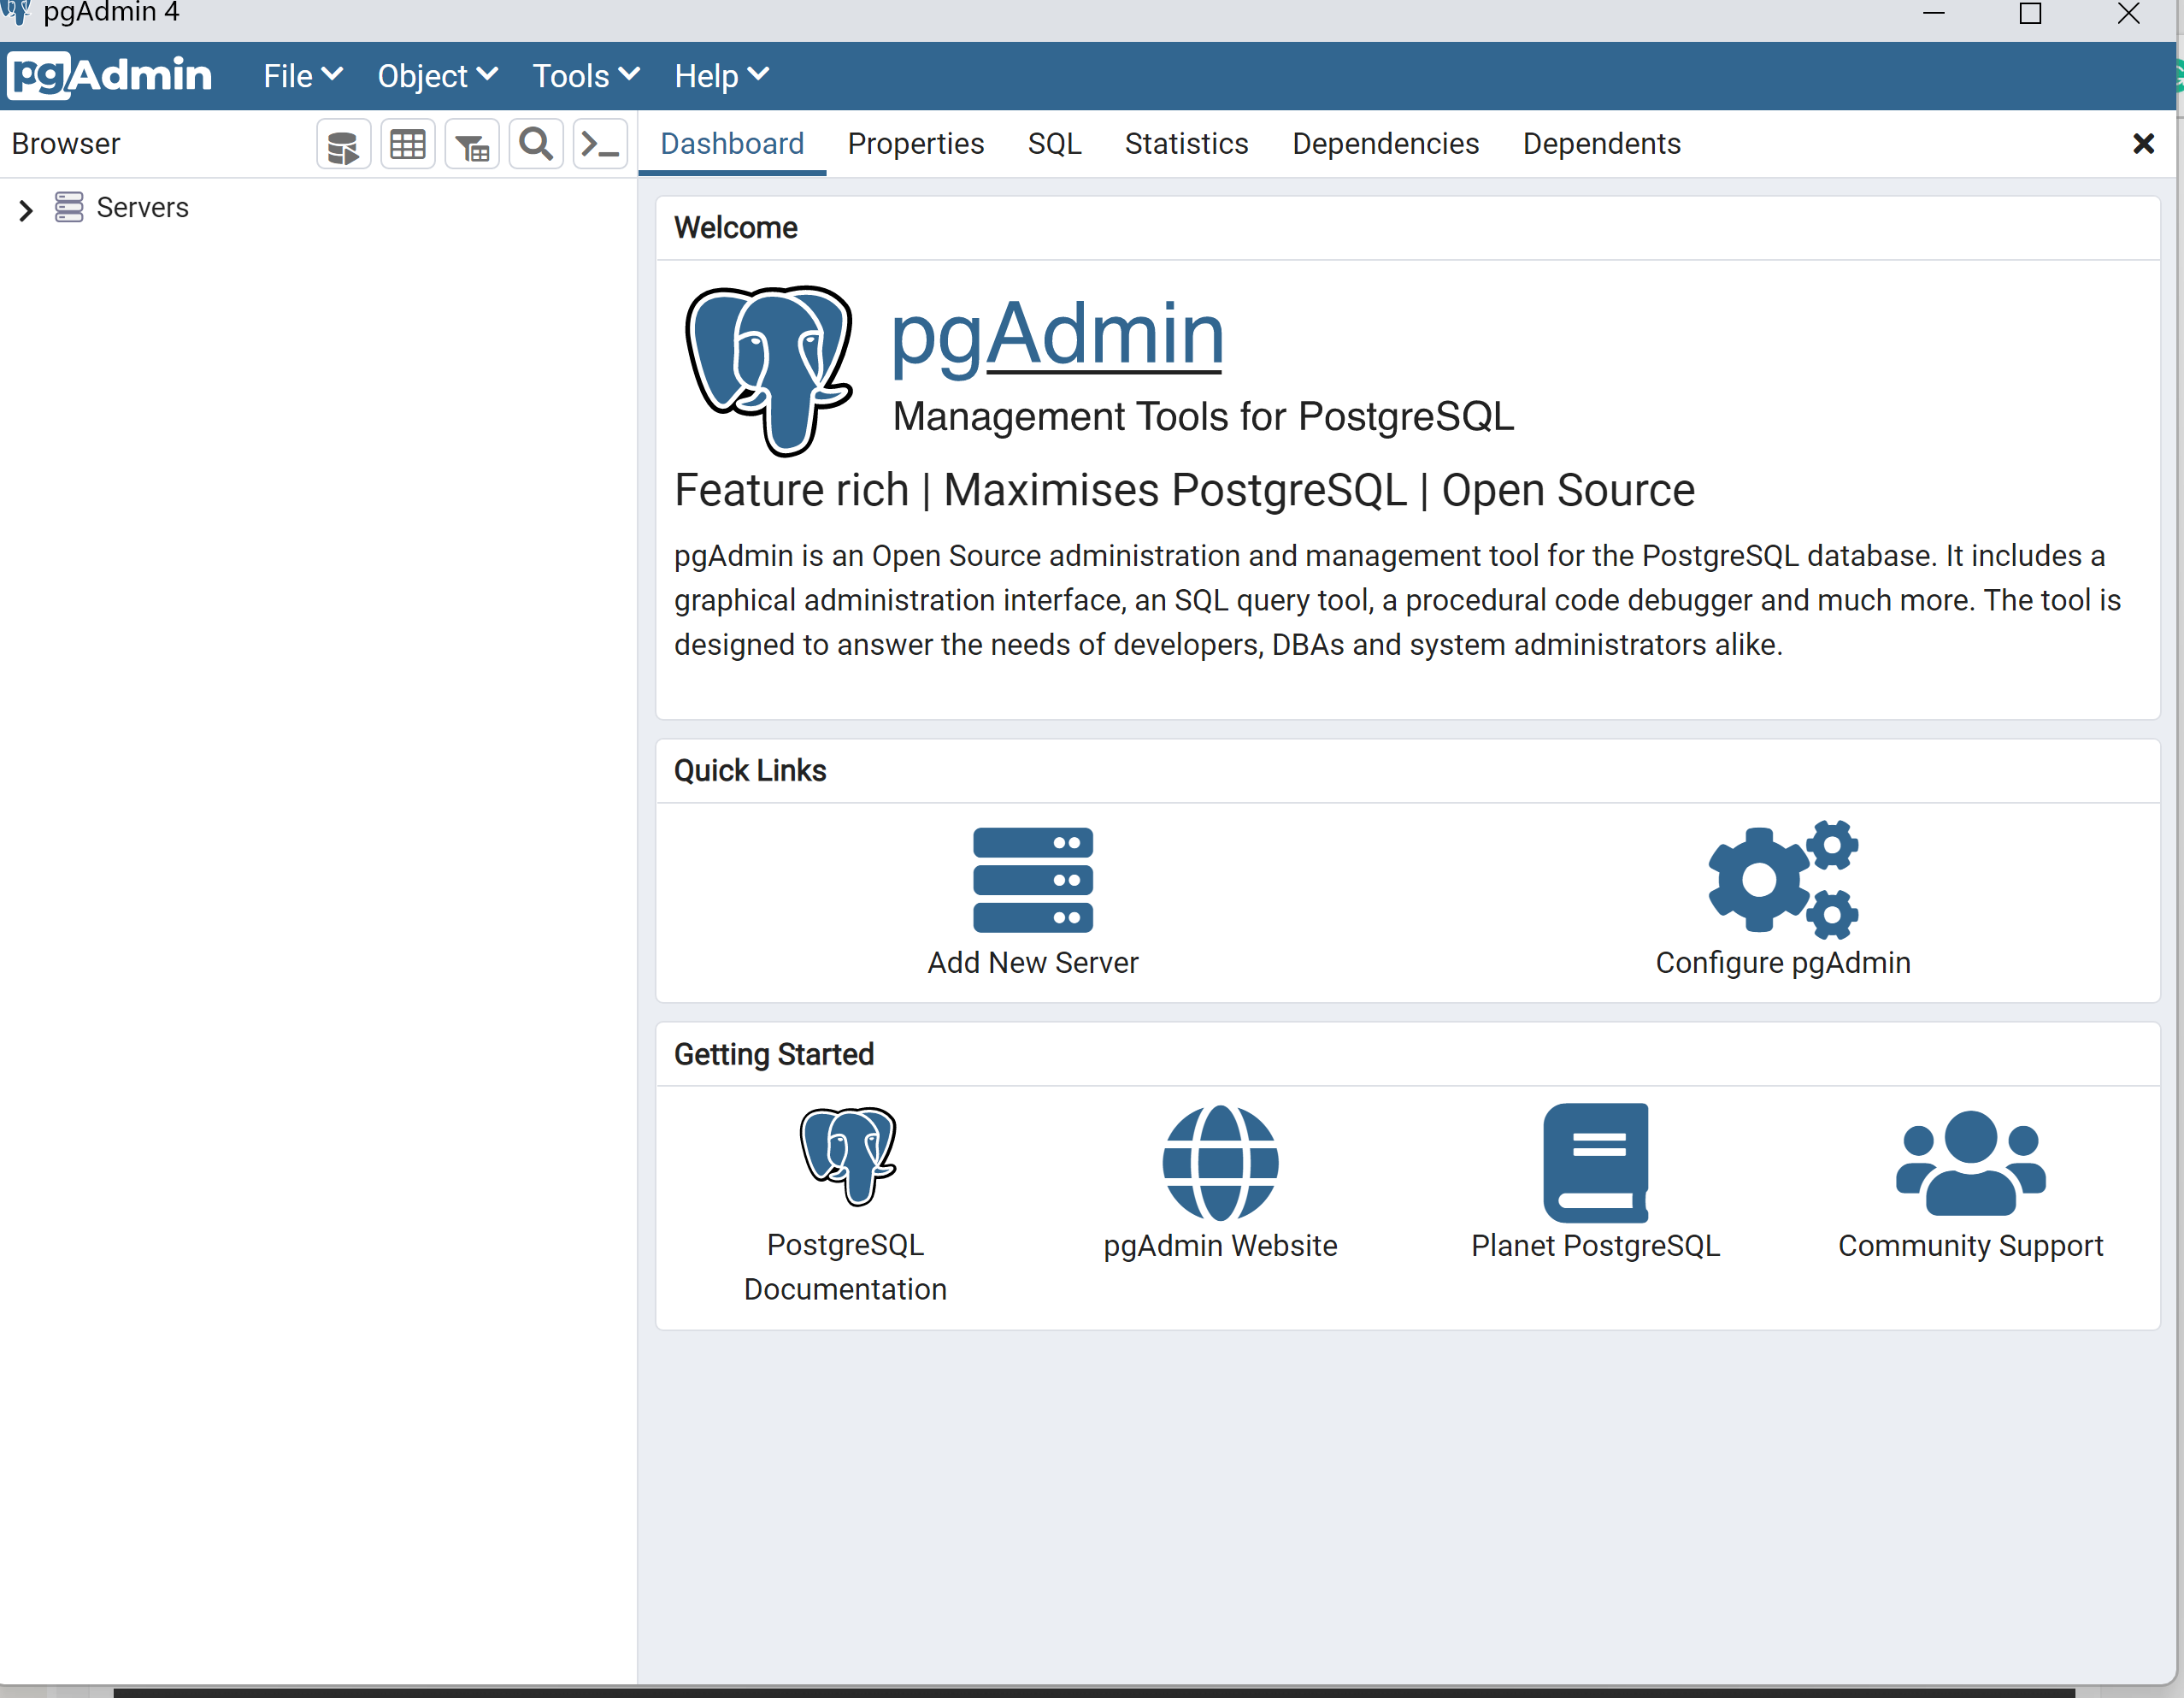 pgAdmin 4
pgAdmin File Object Tools Help
Browser Dashboard Properties SQL Statistics Dependencies Dependents
Servers
Welcome
pgAdmin
Management Tools for PostgreSQL
Feature rich | Maximises PostgreSQL | Open Source
pgAdmin is an Open Source administration and management tool for the PostgreSQL database. It includes a
graphical administration interface, an SQL query tool, a procedural code debugger and much more. The tool is
designed to answer the needs of developers, DBAs and system administrators alike.
Quick Links
Add New Server Configure pgAdmin
Getting Started
PostgreSQL
Documentation
pgAdmin Website
Planet PostgreSQL
Community Support